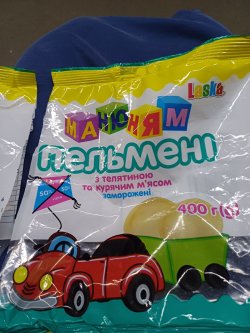 Laska
МАНЮНЯМ
пельмені
з телятиною
та курячим м'ясом
заморожені
400 г(g)